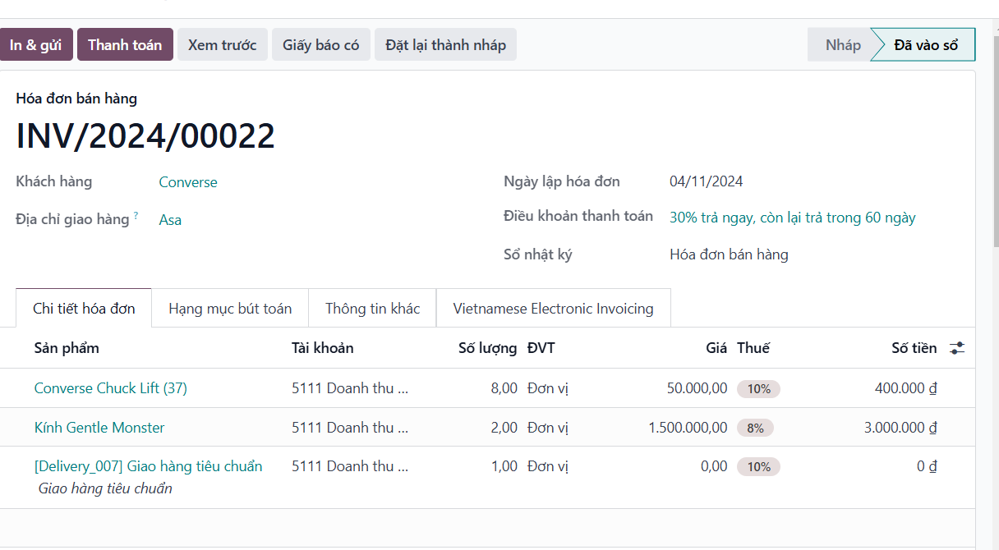 In & gửi Thanh toán Xem trước Giấy báo có Đặt lại thành nháp Nháp Đã vào sổ
Hóa đơn bán hàng
INV/2024/00022
Khách hàng Converse Ngày lập hóa đơn 04/11/2024
Địa chỉ giao hàng ? Asa Điều khoản thanh toán 30% trả ngay, còn lại trả trong 60 ngày
Sổ nhật ký Hóa đơn bán hàng
Chi tiết hóa đơn Hạng mục bút toán Thông tin khác Vietnamese Electronic Invoicing
Sản phẩm Tài khoản Số lượng ĐVT Giá Thuế Số tiền
Converse Chuck Lift (37) 5111 Doanh thu ... 8,00 Đơn vị 50.000,00 10% 400.000 ₫
Kính Gentle Monster 5111 Doanh thu ... 2,00 Đơn vị 1.500.000,00 8% 3.000.000 ₫
[Delivery_007] Giao hàng tiêu chuẩn 5111 Doanh thu ... 1,00 Đơn vị 0,00 10% 0 ₫
Giao hàng tiêu chuẩn